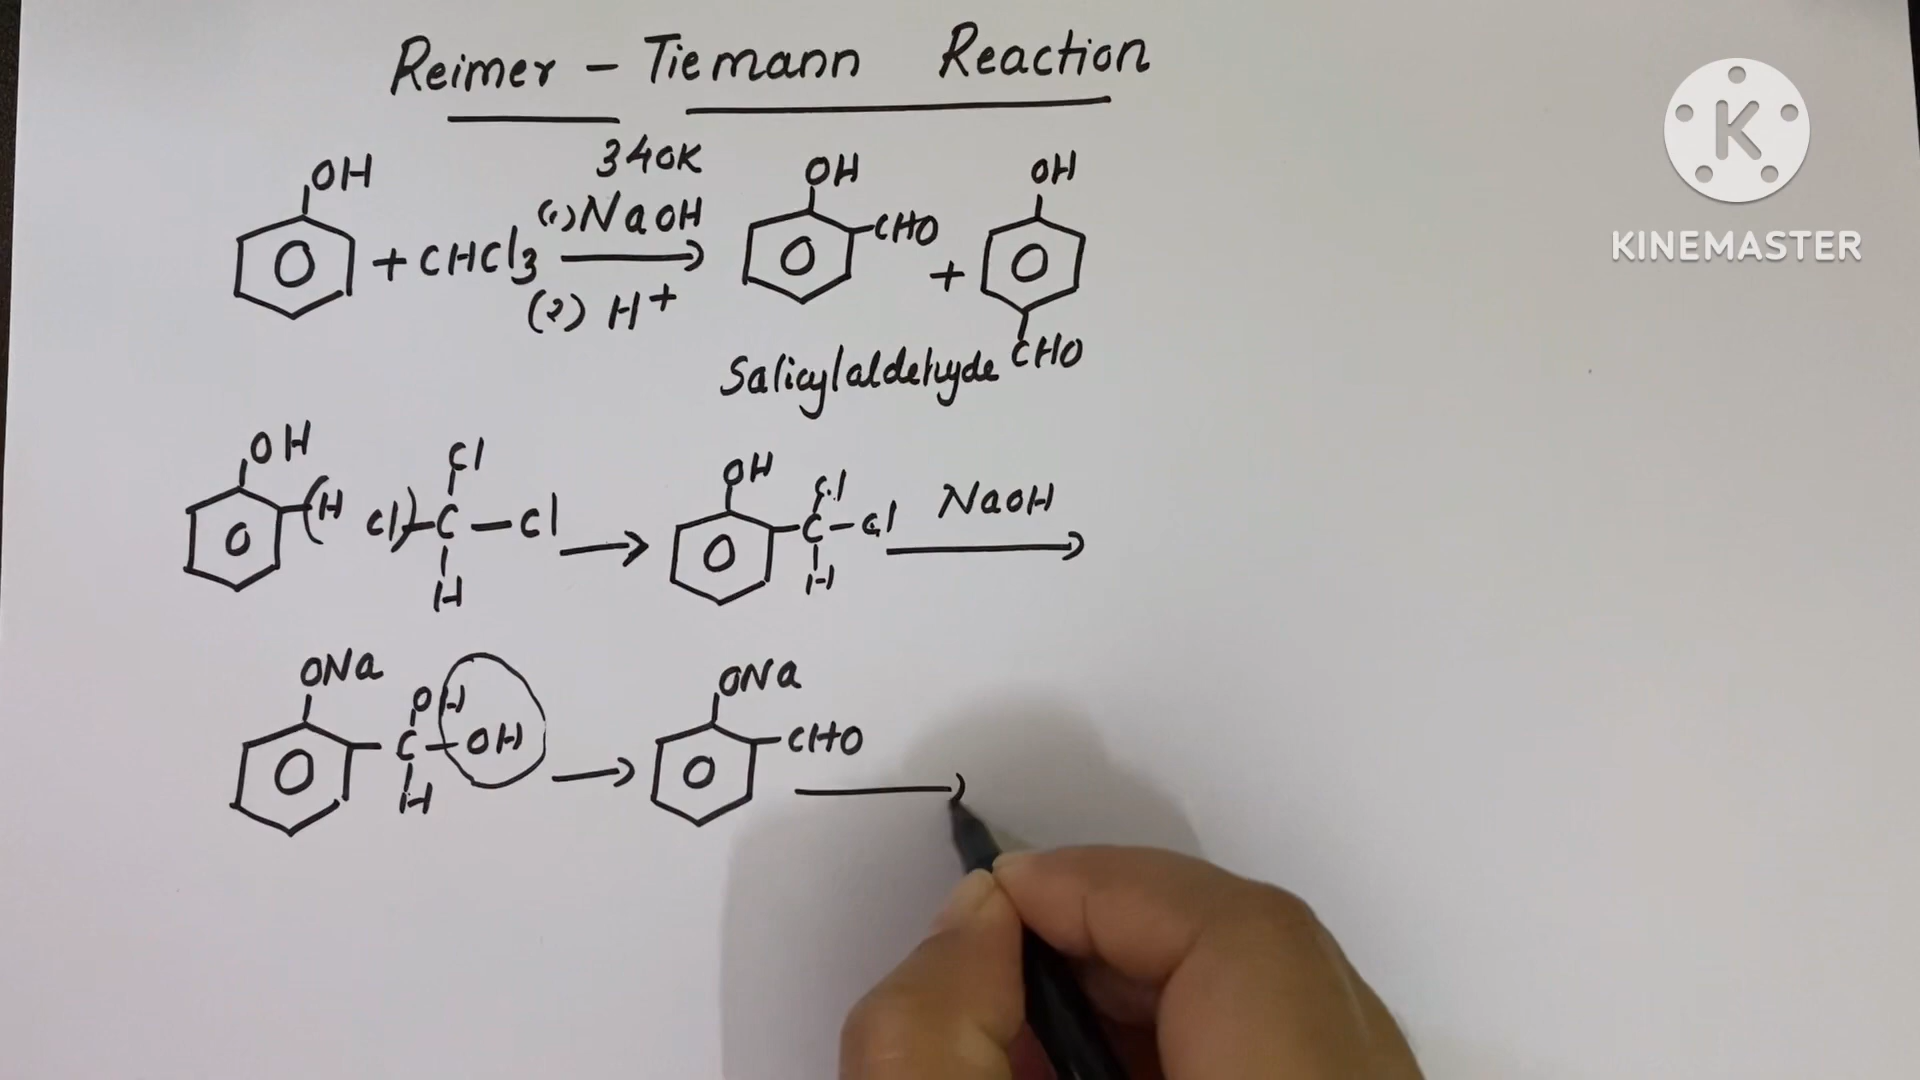 Reimer - Tiemann Reaction
340K
OH OH OH
(1) NaOH
+ CHCl3 → CHO +
(2) H+
CHO
Salicylaldehyde
OH Cl OH Cl
(H Cl)-C-Cl → C-Cl NaOH →
H H
ONa OH ONa
C-OH → CHO →
H
K
KINEMASTER